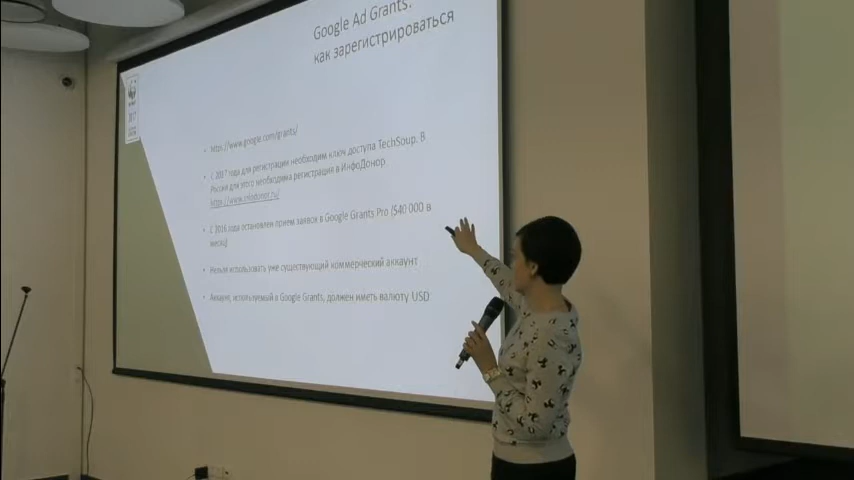 Google Ad Grants:
как зарегистрироваться
WWF
https://www.google.com/grants/
С 2017 года для регистрации необходим ключ доступа TechSoup. В
России для этого необходима регистрация в ИнфоДонор
https://www.infodonor.ru/
С 2016 года остановлен прием заявок в Google Grants Pro ($40 000 в
месяц)
Нельзя использовать уже существующий коммерческий аккаунт
Аккаунт, используемый в Google Grants, должен иметь валюту USD